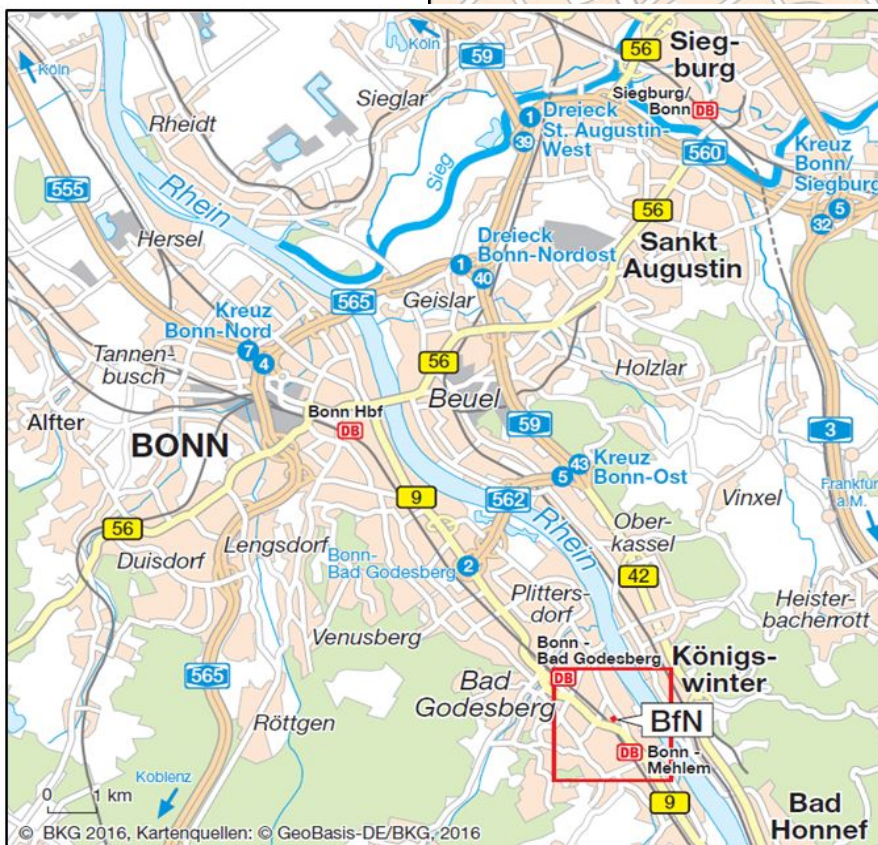 Köln
Köln
59
56
Sieg-
burg
Siegburg/
Bonn
DB
Sieglar
Rheidt
1
Dreieck
St. Augustin-
West
39
560
Kreuz
Bonn/
Siegburg
5
32
555
Rhein
Sieg
56
Hersel
Sankt
Augustin
Dreieck
Bonn-Nordost
1
40
565
Geislar
Kreuz
Bonn-Nord
7
4
Tannen-
busch
56
Holzlar
Alfter
Bonn Hbf
DB
Beuel
BONN
59
3
Kreuz
Bonn-Ost
43
5
9
562
Vinxel
Frankfurt
a.M.
56
Rhein
Ober-
kassel
Duisdorf
Lengsdorf
Bonn-
Bad Godesberg
2
42
Plitters-
dorf
Heister-
bacherrott
Venusberg
Bonn -
Bad Godesberg
DB
Königs-
winter
565
Bad
Godesberg
BfN
Röttgen
DB
Bonn -
Mehlem
Koblenz
0 1 km
9
Bad
Honnef
© BKG 2016, Kartenquellen: © GeoBasis-DE/BKG, 2016